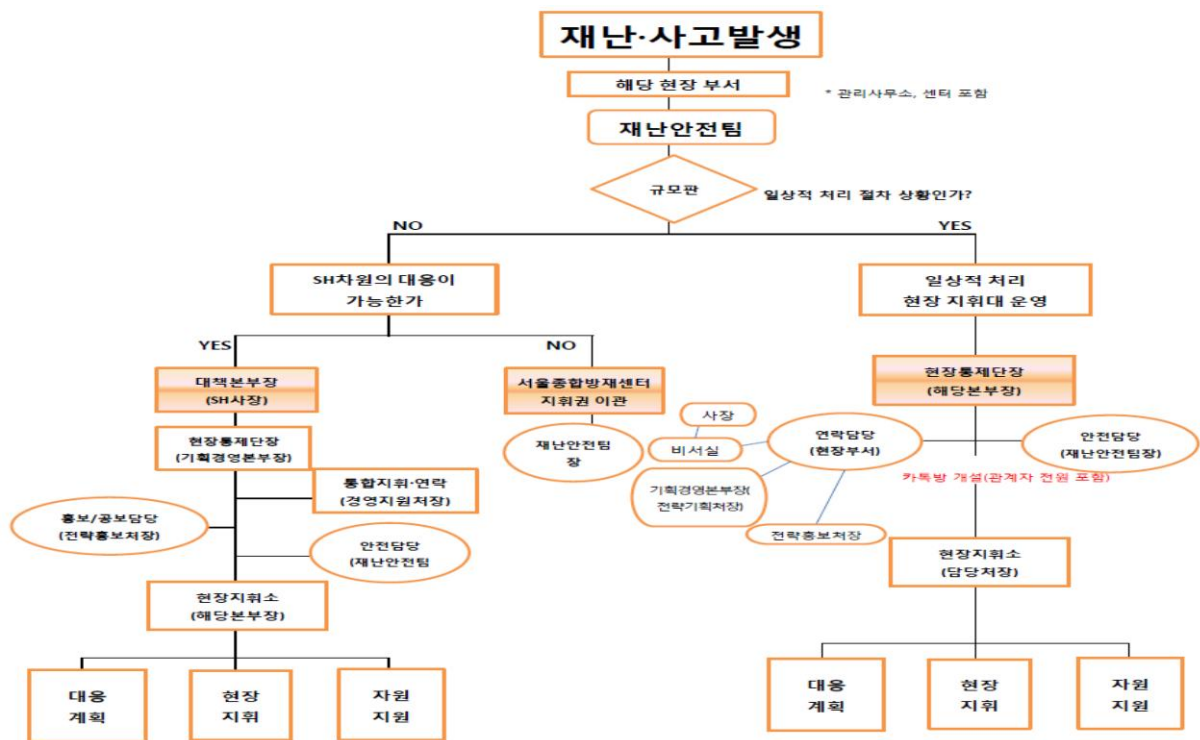 재난·사고발생
해당 현장 부서
* 관리사무소, 센터 포함
재난안전팀
규모판
일상적 처리 절차 상황인가?
NO
YES
SH차원의 대응이
가능한가
일상적 처리
현장 지휘대 운영
YES
NO
대책본부장
(SH사장)
서울종합방재센터
지휘권 이관
현장통제단장
(해당본부장)
현장통제단장
(기획경영본부장)
재난안전팀
장
사장
비서실
연락담당
(현장부서)
안전담당
(재난안전팀장)
통합지휘·연락
(경영지원처장)
기획경영본부장(
전략기획처장)
카톡방 개설(관계자 전원 포함)
홍보/공보담당
(전략홍보처장)
전략홍보처장
안전담당
(재난안전팀
현장지휘소
(담당처장)
현장지휘소
(해당본부장)
대응
계획
현장
지휘
자원
지원
대응
계획
현장
지휘
자원
지원